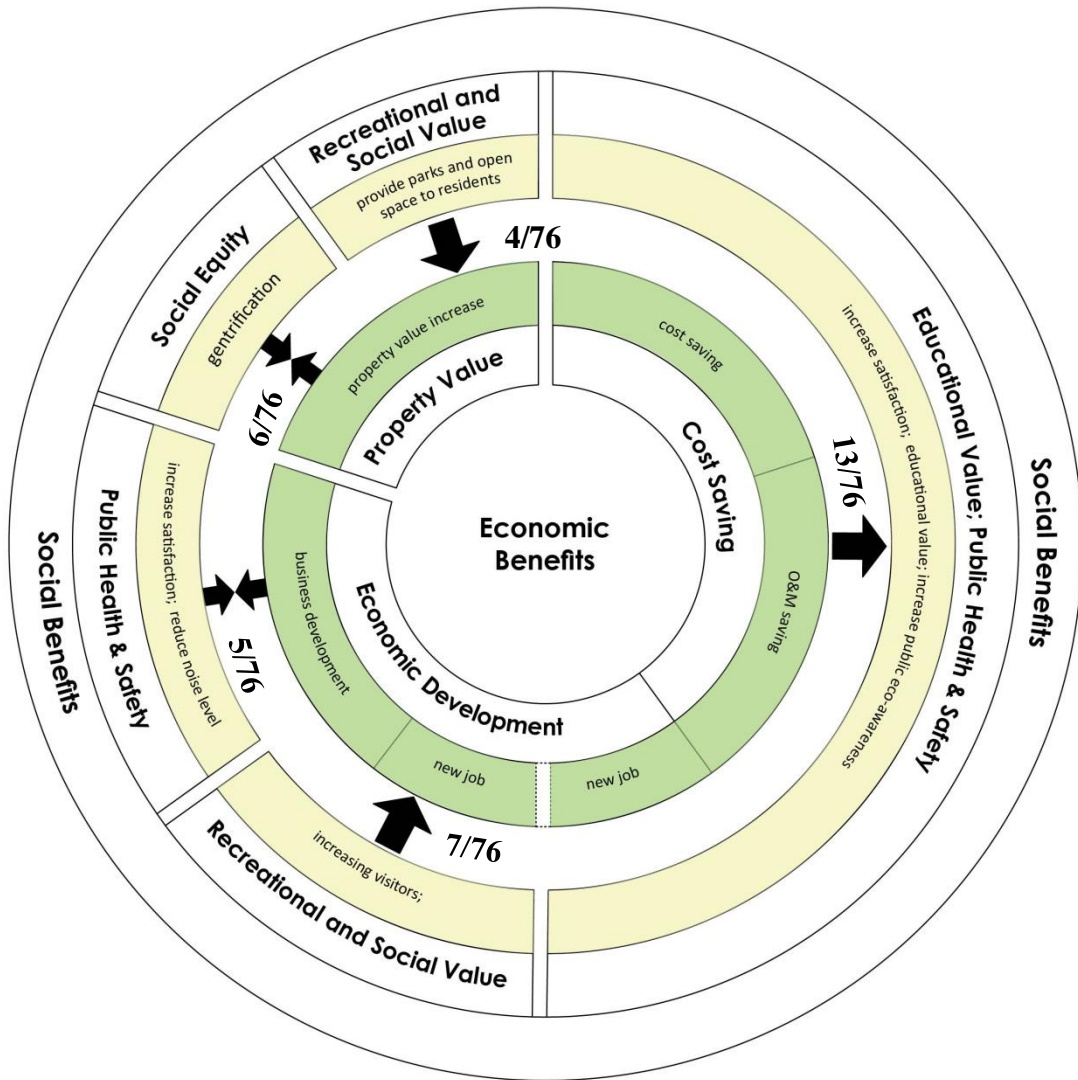 Social Benefits
Recreational and
Social Value
provide parks and open
space to residents
4/76
Social Equity
gentrification
6/76
property value increase
Property Value
cost saving
Cost Saving
O&M saving
13/76
increase satisfaction; educational value; increase public eco-awareness
Educational Value; Public Health & Safety
Social Benefits
Economic
Benefits
Public Health & Safety
increase satisfaction; reduce noise level
5/76
business development
Economic Development
new job
new job
7/76
increasing visitors;
Recreational and Social Value